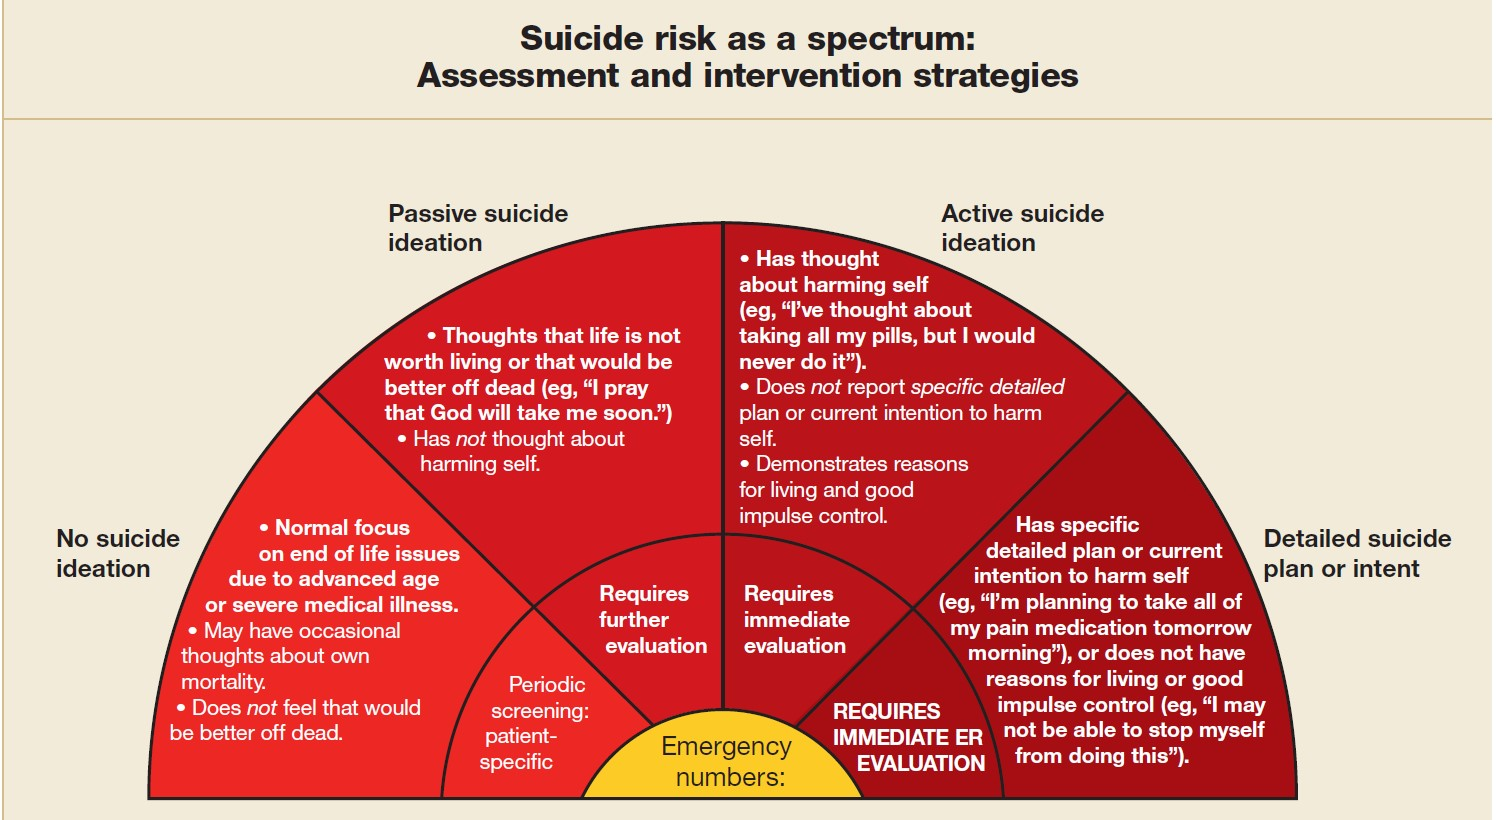 Suicide risk as a spectrum:
Assessment and intervention strategies
Passive suicide
ideation
Active suicide
ideation
No suicide
ideation
Detailed suicide
plan or intent
• Normal focus
on end of life issues
due to advanced age
or severe medical illness.
• May have occasional
thoughts about own
mortality.
• Does not feel that would
be better off dead.
• Thoughts that life is not
worth living or that would be
better off dead (eg, “I pray
that God will take me soon.”)
• Has not thought about
harming self.
• Has thought
about harming self
(eg, “I’ve thought about
taking all my pills, but I would
never do it”).
• Does not report specific detailed
plan or current intention to harm
self.
• Demonstrates reasons
for living and good
impulse control.
Has specific
detailed plan or current
intention to harm self
(eg, “I’m planning to take all of
my pain medication tomorrow
morning”), or does not have
reasons for living or good
impulse control (eg, “I may
not be able to stop myself
from doing this”).
Periodic
screening:
patient-
specific
Requires
further
evaluation
Requires
immediate
evaluation
REQUIRES
IMMEDIATE ER
EVALUATION
Emergency
numbers: